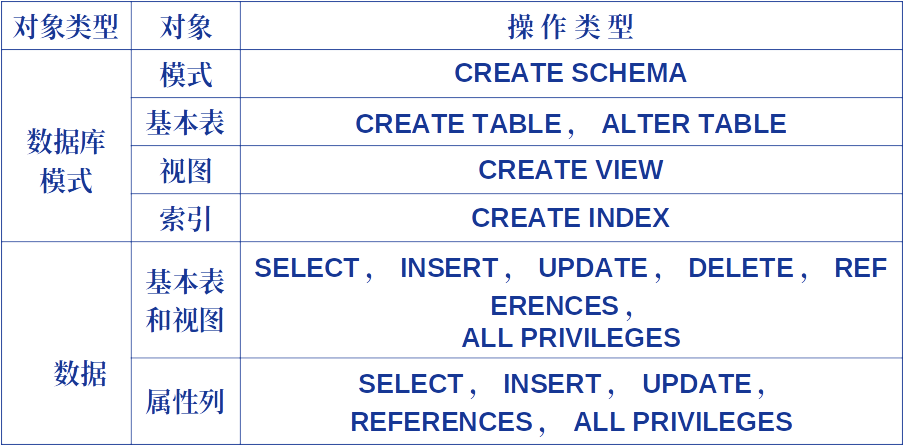 对象类型 对象 操 作 类 型
数据库
模式
模式 CREATE SCHEMA
基本表 CREATE TABLE， ALTER TABLE
视图 CREATE VIEW
索引 CREATE INDEX
数据
基本表
和视图
SELECT， INSERT， UPDATE， DELETE， REF
ERENCES，
ALL PRIVILEGES
属性列
SELECT， INSERT， UPDATE，
REFERENCES， ALL PRIVILEGES